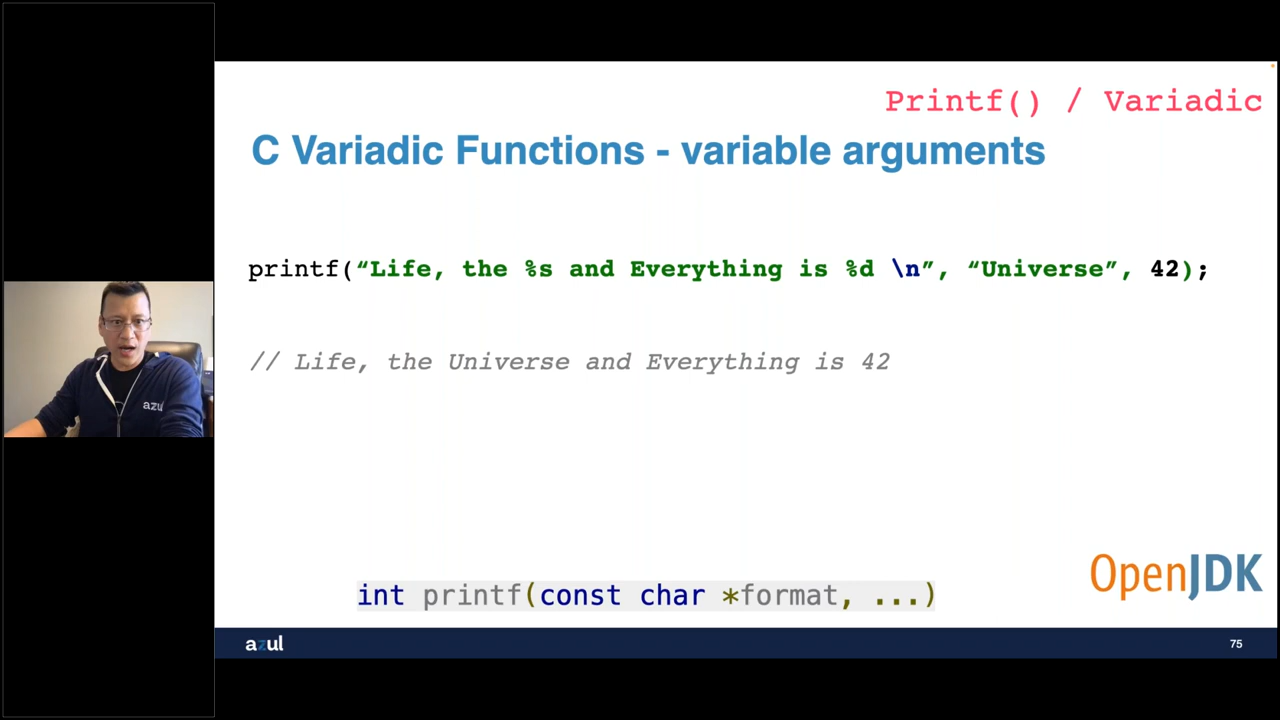 Printf() / Variadic
C Variadic Functions - variable arguments
printf(“Life, the %s and Everything is %d \n”, “Universe”, 42);
// Life, the Universe and Everything is 42
int printf(const char *format, ...)
OpenJDK
azul
75
azul